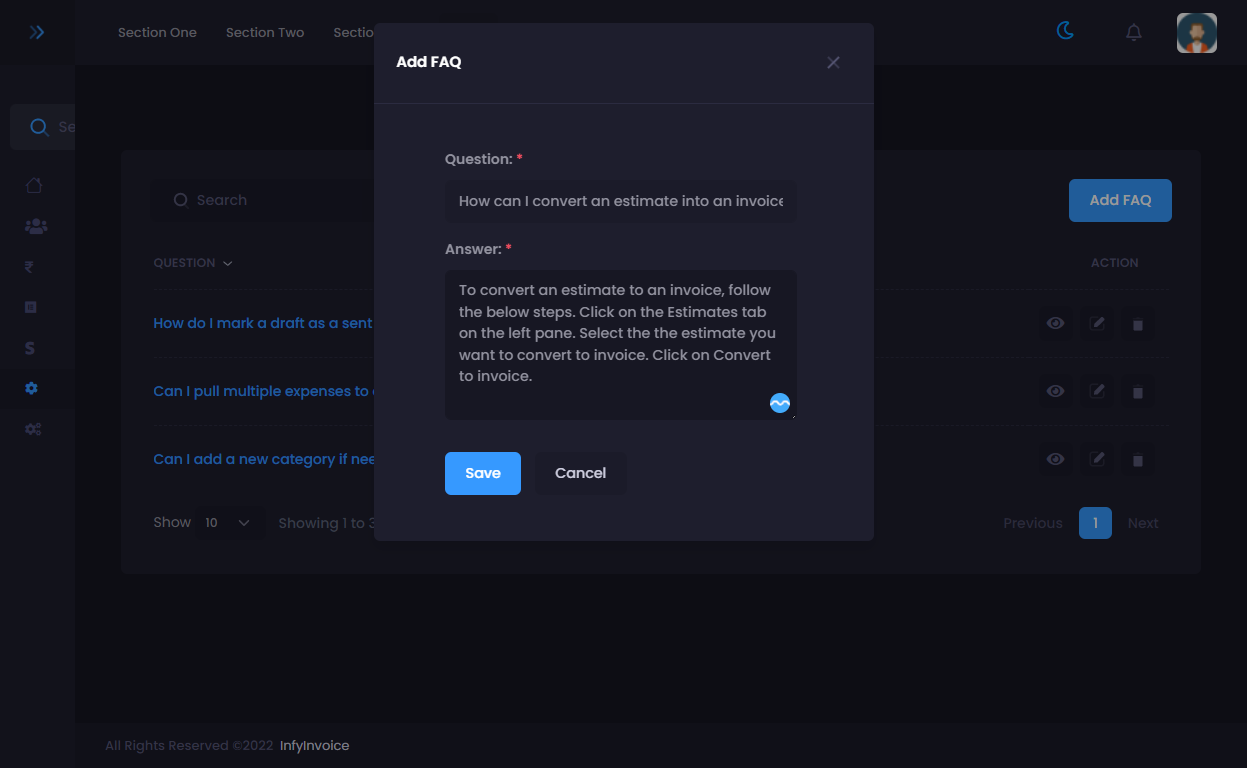 Section One Section Two Sectio
Add FAQ
Se
Question: *
Search
How can I convert an estimate into an invoice
Add FAQ
Answer: *
QUESTION
ACTION
To convert an estimate to an invoice, follow
the below steps. Click on the Estimates tab
on the left pane. Select the the estimate you
want to convert to invoice. Click on Convert
to invoice.
How do I mark a draft as a sent
Can I pull multiple expenses to
Can I add a new category if nee
Save Cancel
Show 10 Showing 1 to 3
Previous 1 Next
All Rights Reserved ©2022 InfyInvoice